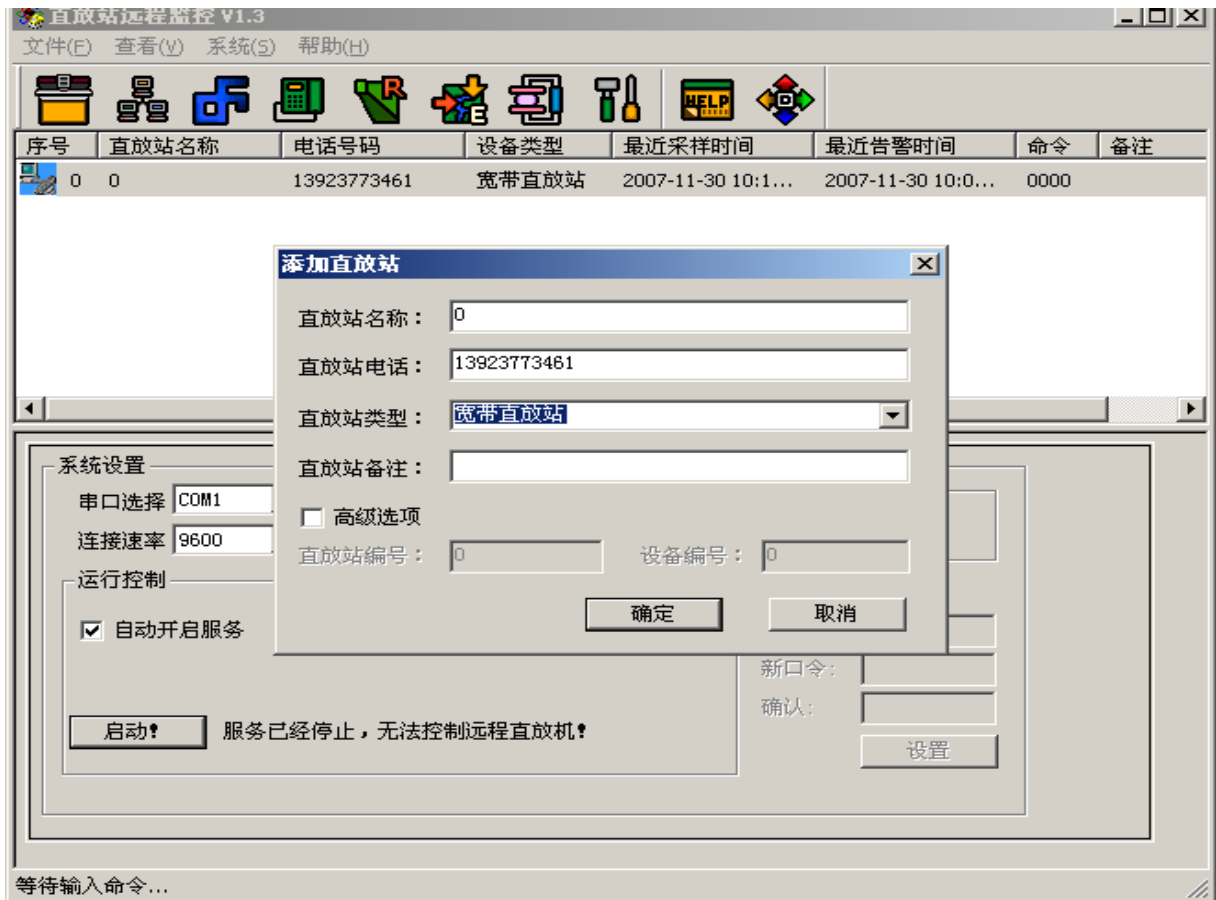 直放站远程监控 V1.3
文件(F) 查看(V) 系统(S) 帮助(H)
R E HELP
序号 直放站名称 电话号码 设备类型 最近采样时间 最近告警时间 命令 备注
0 0 13923773461 宽带直放站 2007-11-30 10:1... 2007-11-30 10:0... 0000
添加直放站
直放站名称： 0
直放站电话： 13923773461
直放站类型： 宽带直放站
直放站备注：
高级选项
直放站编号： 0 设备编号： 0
确定 取消
系统设置
串口选择 COM1
连接速率 9600
运行控制
自动开启服务
启动! 服务已经停止，无法控制远程直放机!
新口令:
确认:
设置
等待输入命令...